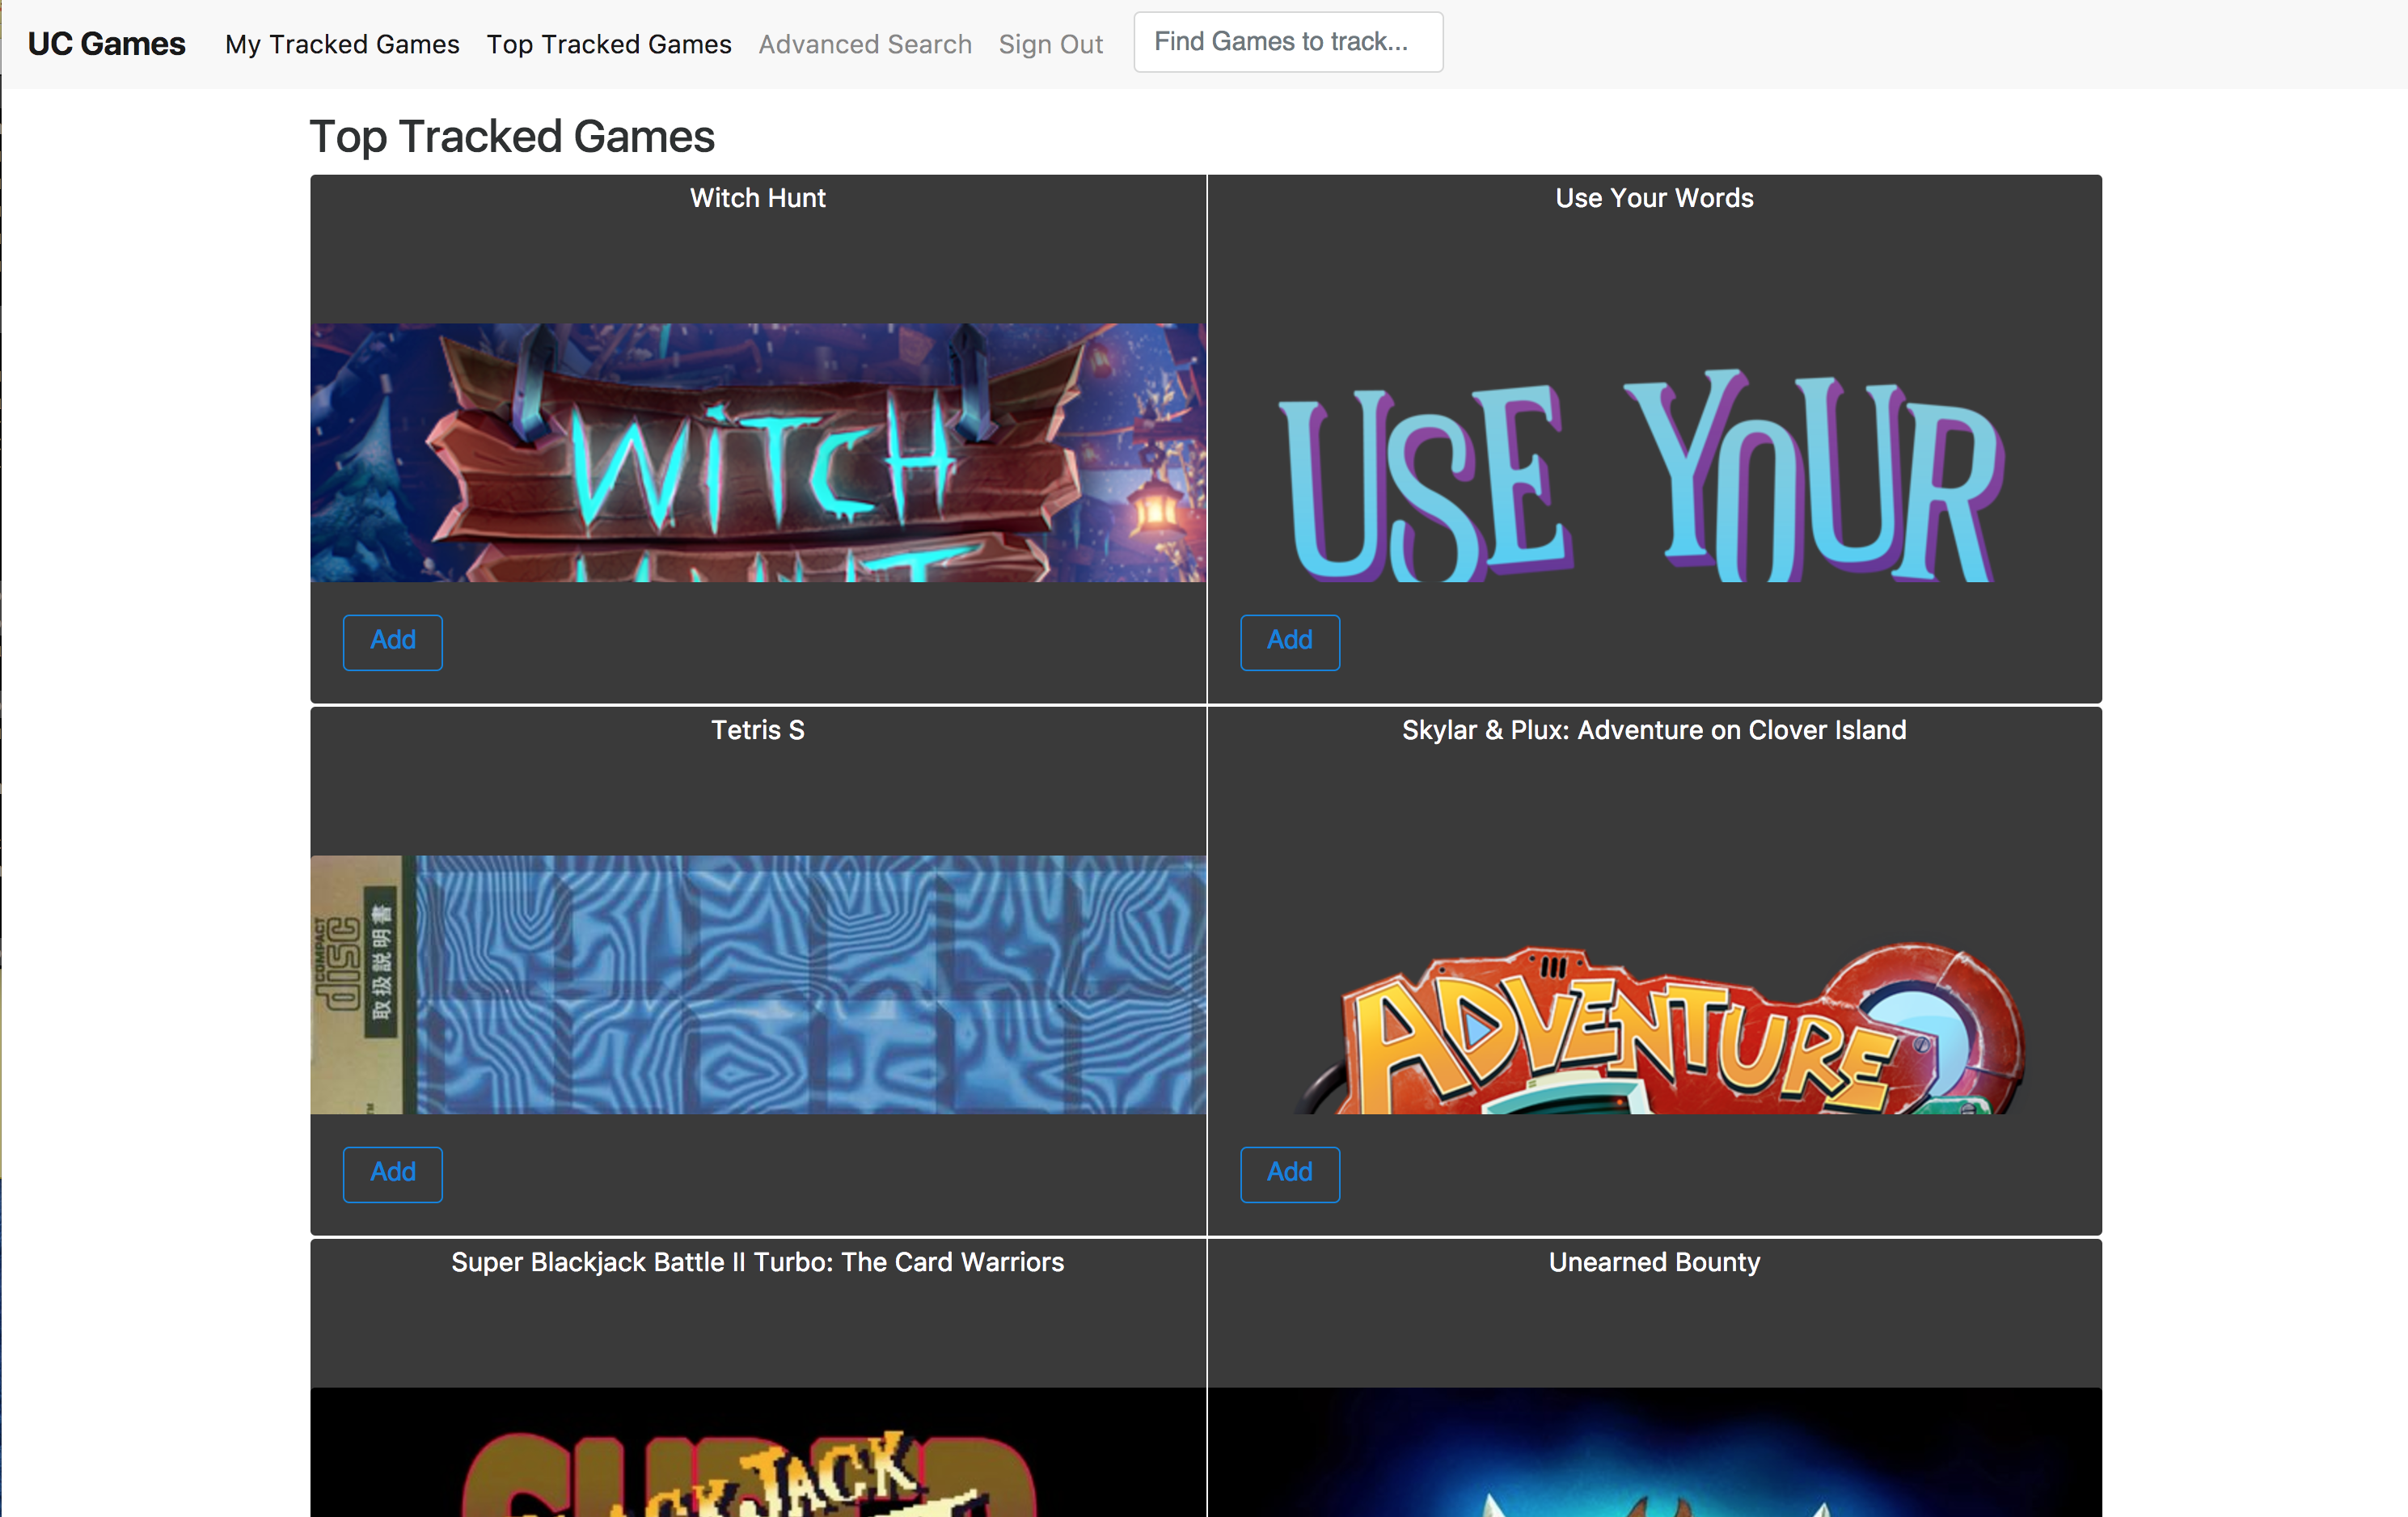 UC Games My Tracked Games Top Tracked Games Advanced Search Sign Out Find Games to track...
Top Tracked Games
Witch Hunt
Use Your Words
WITCH
USE YOUR
Add
Add
Tetris S
Skylar & Plux: Adventure on Clover Island
COMPACT
disc
取扱説明書
ADVENTURE
Add
Add
Super Blackjack Battle II Turbo: The Card Warriors
Unearned Bounty